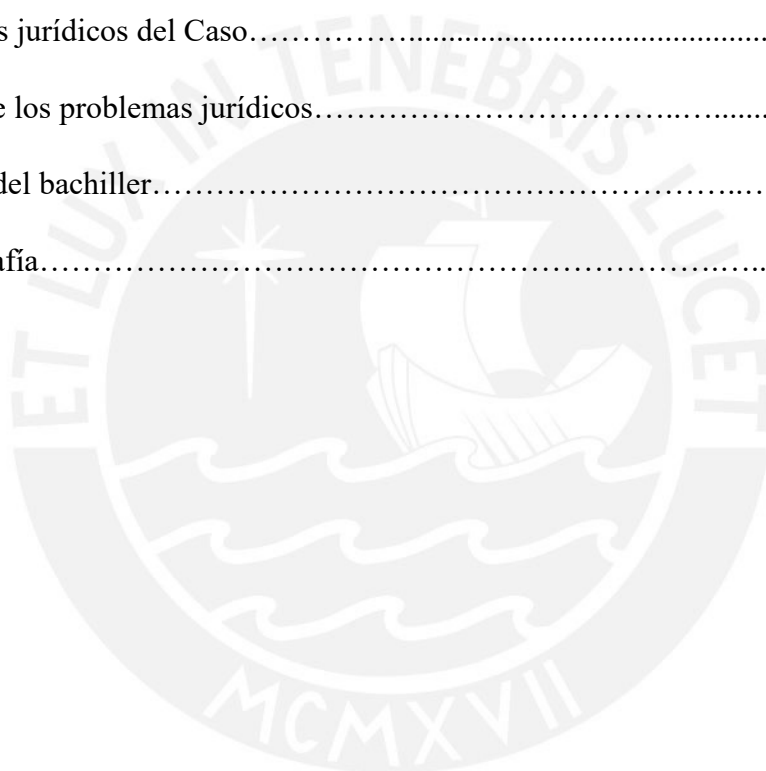 s jurídicos del Caso……………...............................................
e los problemas jurídicos……………………………..….......
del bachiller…………………………………………………..…
afía……………………………………………………….…..
ET LUX IN TENEBRIS LUCET
MCMXVII